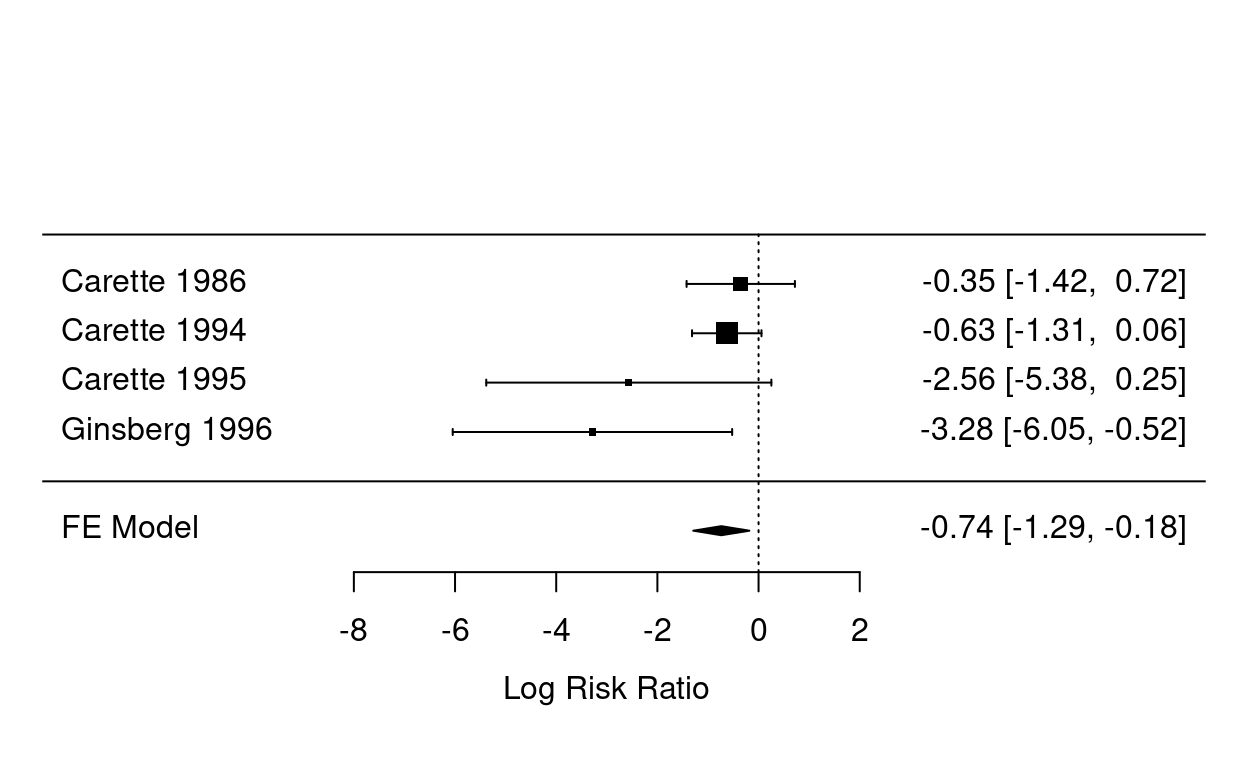 Carette 1986 -0.35 [-1.42, 0.72]
Carette 1994 -0.63 [-1.31, 0.06]
Carette 1995 -2.56 [-5.38, 0.25]
Ginsberg 1996 -3.28 [-6.05, -0.52]
FE Model -0.74 [-1.29, -0.18]
-8 -6 -4 -2 0 2
Log Risk Ratio